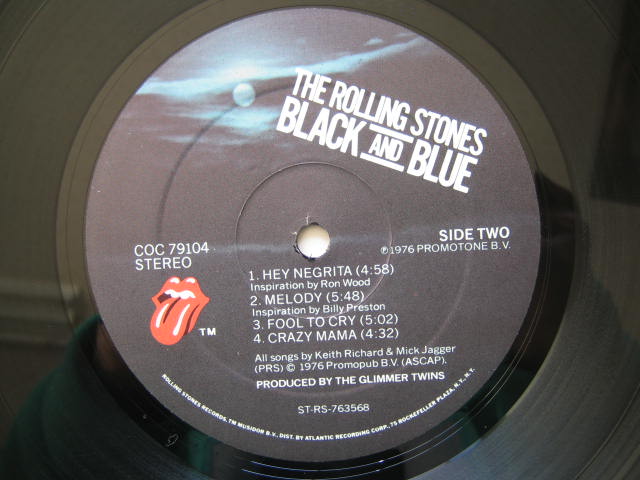 THE ROLLING STONES
BLACK AND BLUE
SIDE TWO
℗1976 PROMOTONE B.V.
COC 79104
STEREO
1. HEY NEGRITA (4:58)
Inspiration by Ron Wood
2. MELODY (5:48)
Inspiration by Billy Preston
3. FOOL TO CRY (5:02)
4. CRAZY MAMA (4:32)
TM
All songs by Keith Richard & Mick Jagger
(PRS) © 1976 Promopub B.V. (ASCAP).
PRODUCED BY THE GLIMMER TWINS
ST-RS-763568
ROLLING STONES RECORDS, TM MUSIDOR B.V., DIST. BY ATLANTIC RECORDING CORP., 75 ROCKEFELLER PLAZA, N.Y., N.Y.